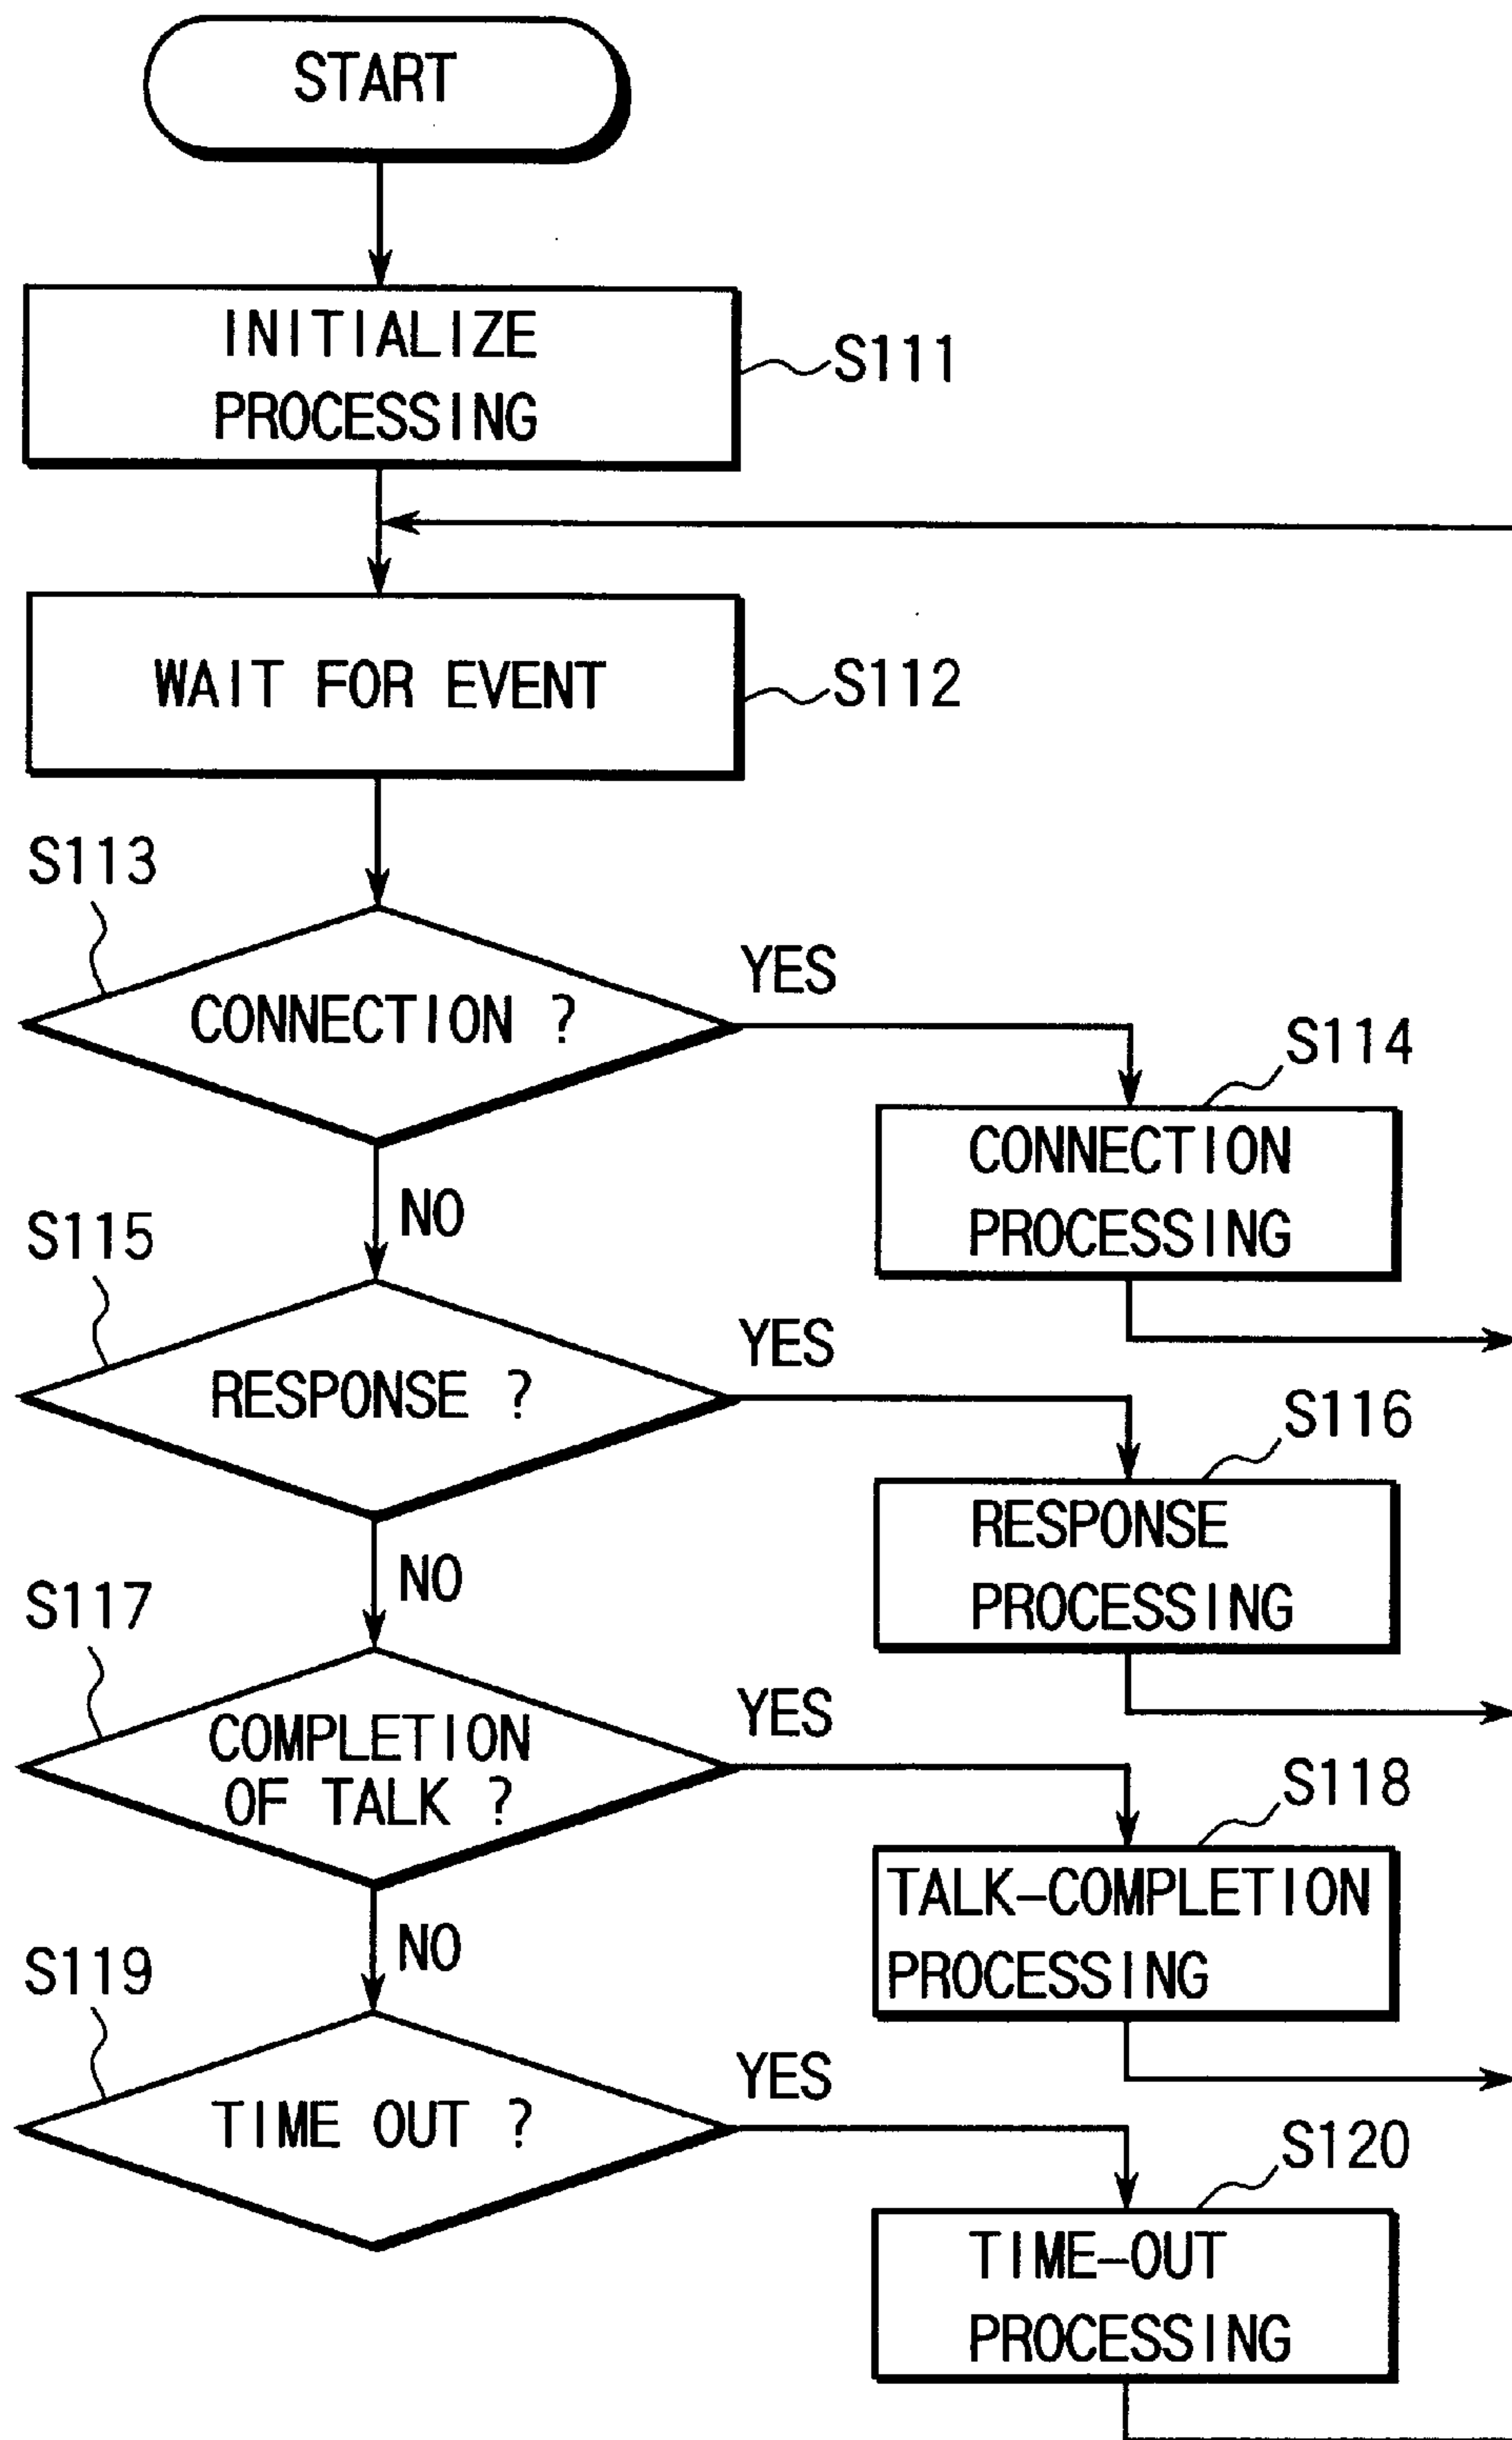 START
INITIALIZE
PROCESSING
S111
WAIT FOR EVENT
S112
S113
CONNECTION ?
YES
S114
CONNECTION
PROCESSING
NO
S115
RESPONSE ?
YES
S116
RESPONSE
PROCESSING
NO
S117
COMPLETION
OF TALK ?
YES
S118
TALK-COMPLETION
PROCESSING
NO
S119
TIME OUT ?
YES
S120
TIME-OUT
PROCESSING